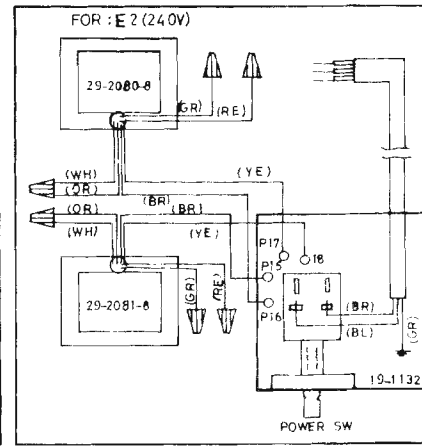 FOR : E 2 (240V)
29-2080-8
(GR)
(RE)
(WH)
(OR)
(BR)
(YE)
(OR)
(BR)
(WH)
(YE)
P17
18
P15
P16
29-2081-8
(GR)
(RE)
(BR)
(BL)
(GR)
19-1132
POWER SW